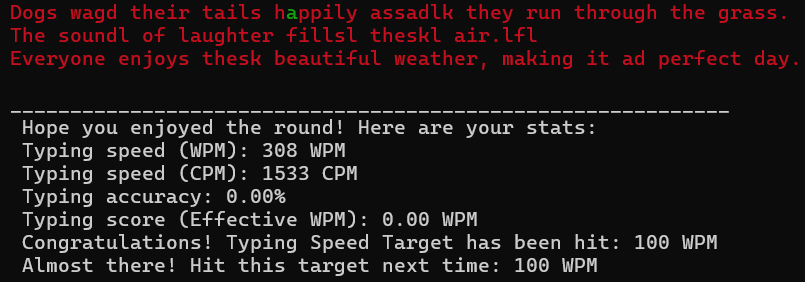 Dogs wagd their tails happily assadlk they run through the grass.
The soundl of laughter fillsl theskl air.lfl
Everyone enjoys thesk beautiful weather, making it ad perfect day.
____________________________________________________________
Hope you enjoyed the round! Here are your stats:
Typing speed (WPM): 308 WPM
Typing speed (CPM): 1533 CPM
Typing accuracy: 0.00%
Typing score (Effective WPM): 0.00 WPM
Congratulations! Typing Speed Target has been hit: 100 WPM
Almost there! Hit this target next time: 100 WPM